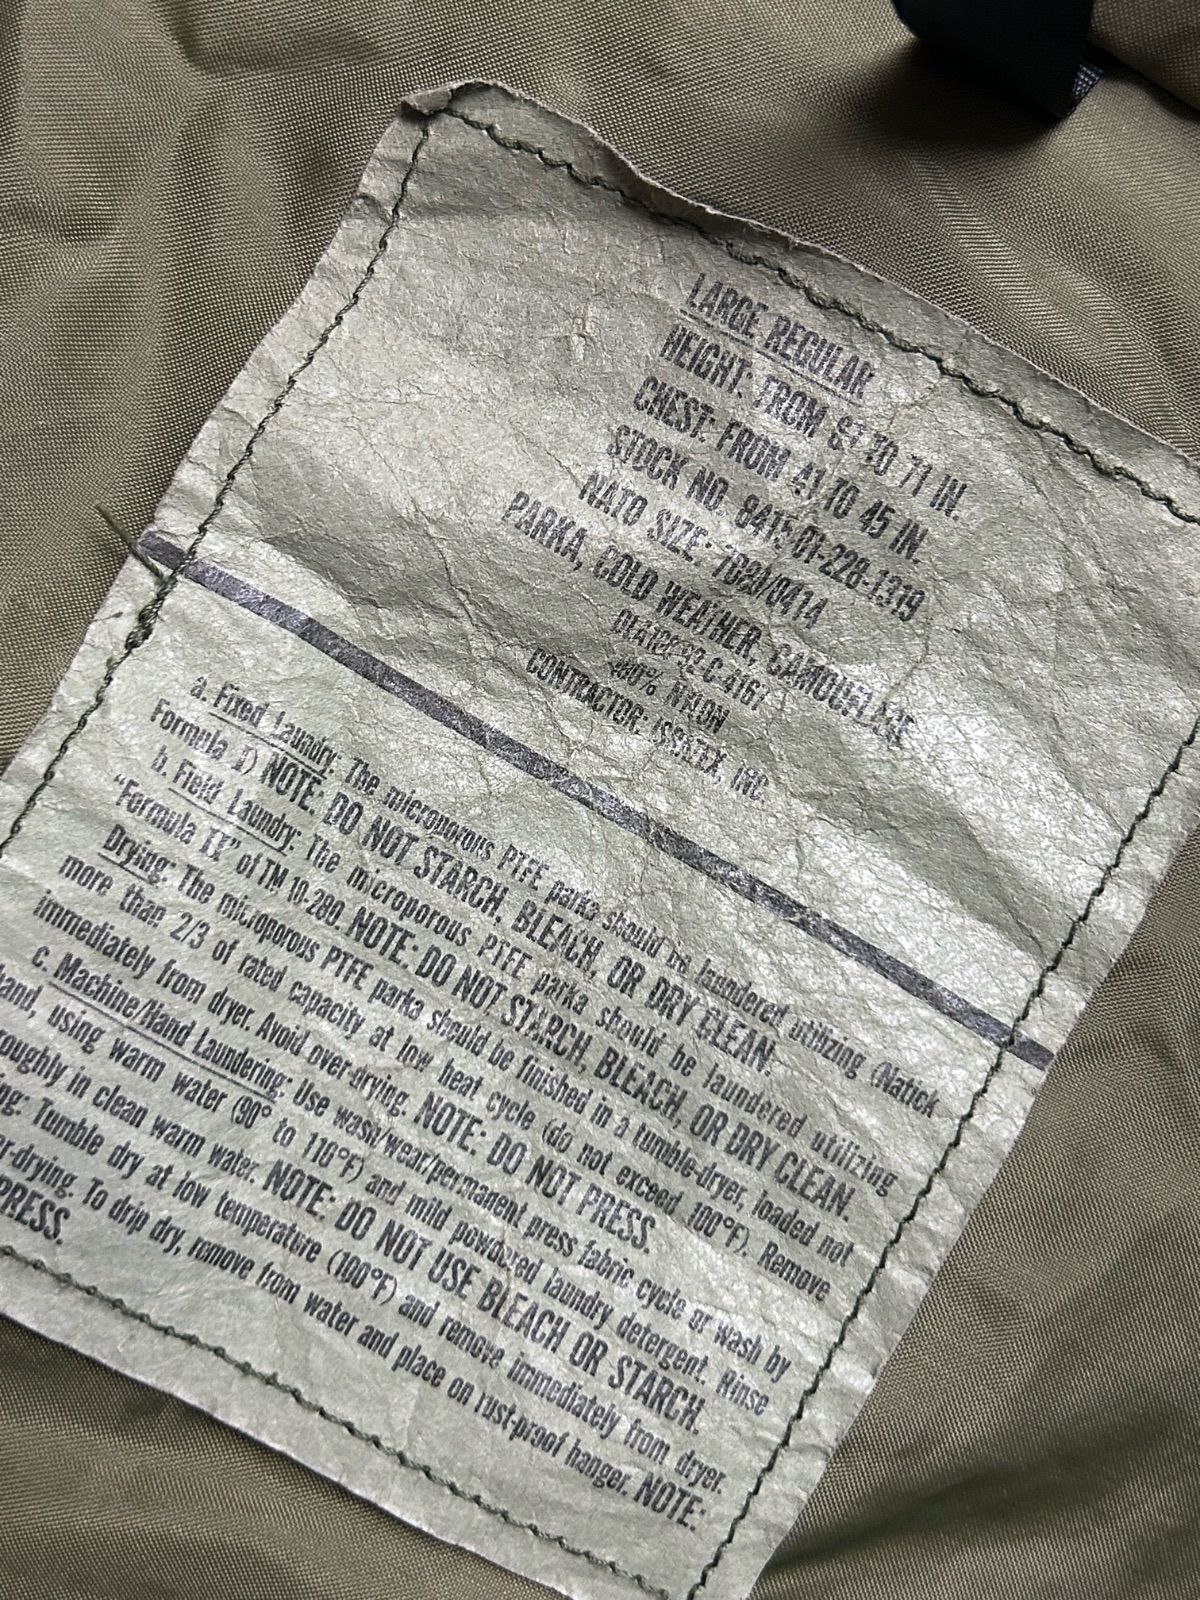 LARGE REGULAR
HEIGHT: FROM 67 TO 71 IN.
CHEST: FROM 41 TO 45 IN.
STOCK NO. 8415-01-228-1319
NATO SIZE: 7080/0414
PARKA, COLD WEATHER, CAMOUFLAGE
100% NYLON
CONTRACTOR: INC.
a. Fixed Laundry: The microporous PTFE parka should be laundered utilizing (Natick
Formula I) NOTE: DO NOT STARCH, BLEACH, OR DRY CLEAN.
b. Field Laundry: The microporous PTFE parka should be laundered utilizing
"Formula II" of TM 10-280. NOTE: DO NOT STARCH, BLEACH, OR DRY CLEAN.
Drying: The microporous PTFE parka should be finished in a tumble-dryer, loaded not
more than 2/3 of rated capacity at low heat cycle (do not exceed 100°F). Remove
immediately from dryer. Avoid over-drying. NOTE: DO NOT PRESS.
c. Machine/Hand Laundering: Use wash/wear/permanent press fabric cycle or wash by
hand, using warm water (90° to 110°F) and mild powdered laundry detergent. Rinse
roughly in clean warm water. NOTE: DO NOT USE BLEACH OR STARCH.
ing: Tumble dry at low temperature (100°F) and remove immediately from dryer.
r-drying. To drip dry, remove from water and place on rust-proof hanger. NOTE:
PRESS.